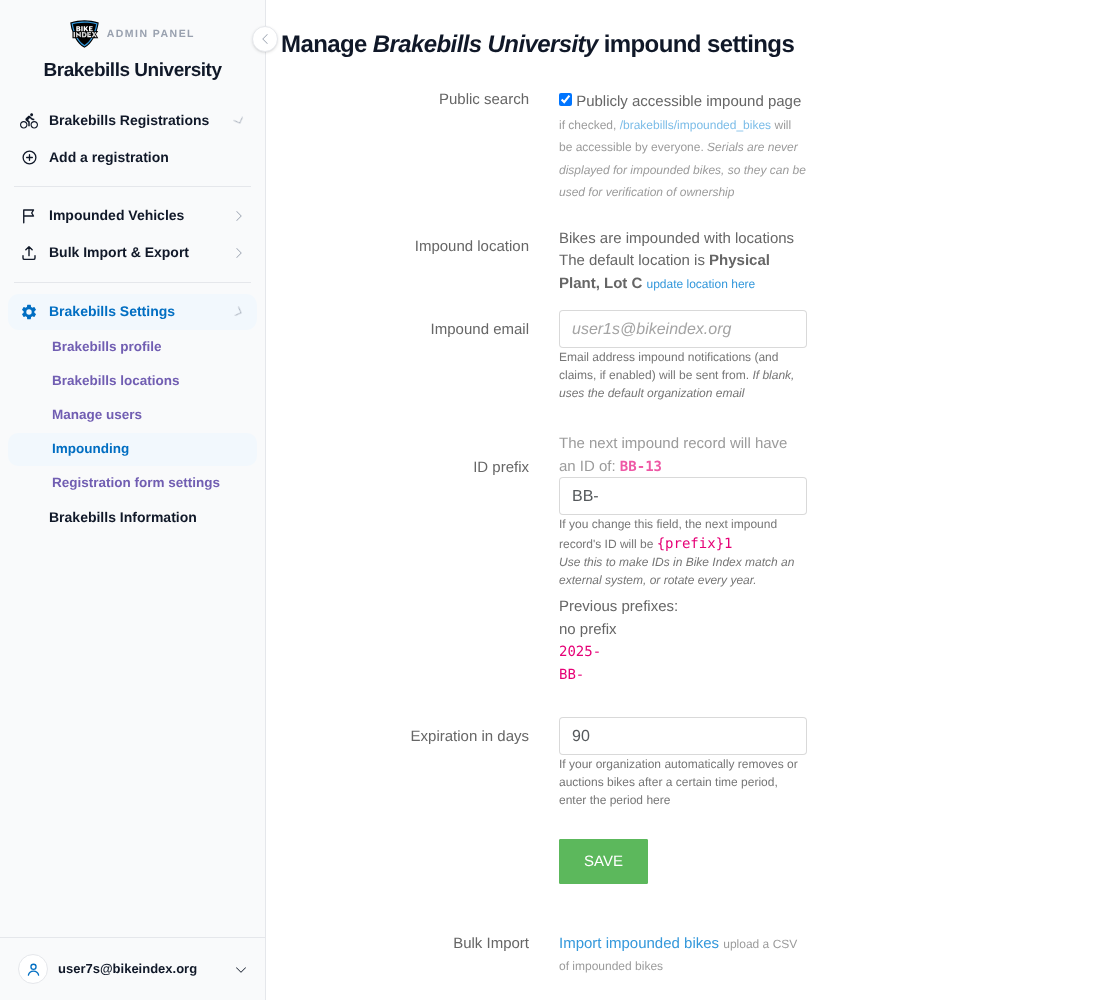 BIKE
INDEX
ADMIN PANEL
Brakebills University
Brakebills Registrations
Add a registration
Impounded Vehicles
Bulk Import & Export
Brakebills Settings
Brakebills profile
Brakebills locations
Manage users
Impounding
Registration form settings
Brakebills Information
user7s@bikeindex.org
Manage Brakebills University impound settings
Public search
Publicly accessible impound page
if checked, /brakebills/impounded_bikes will
be accessible by everyone. Serials are never
displayed for impounded bikes, so they can be
used for verification of ownership
Impound location
Bikes are impounded with locations
The default location is Physical
Plant, Lot C update location here
Impound email
user1s@bikeindex.org
Email address impound notifications (and
claims, if enabled) will be sent from. If blank,
uses the default organization email
ID prefix
The next impound record will have
an ID of: BB-13
BB-
If you change this field, the next impound
record's ID will be {prefix}1
Use this to make IDs in Bike Index match an
external system, or rotate every year.
Previous prefixes:
no prefix
2025-
BB-
Expiration in days
90
If your organization automatically removes or
auctions bikes after a certain time period,
enter the period here
SAVE
Bulk Import
Import impounded bikes upload a CSV
of impounded bikes